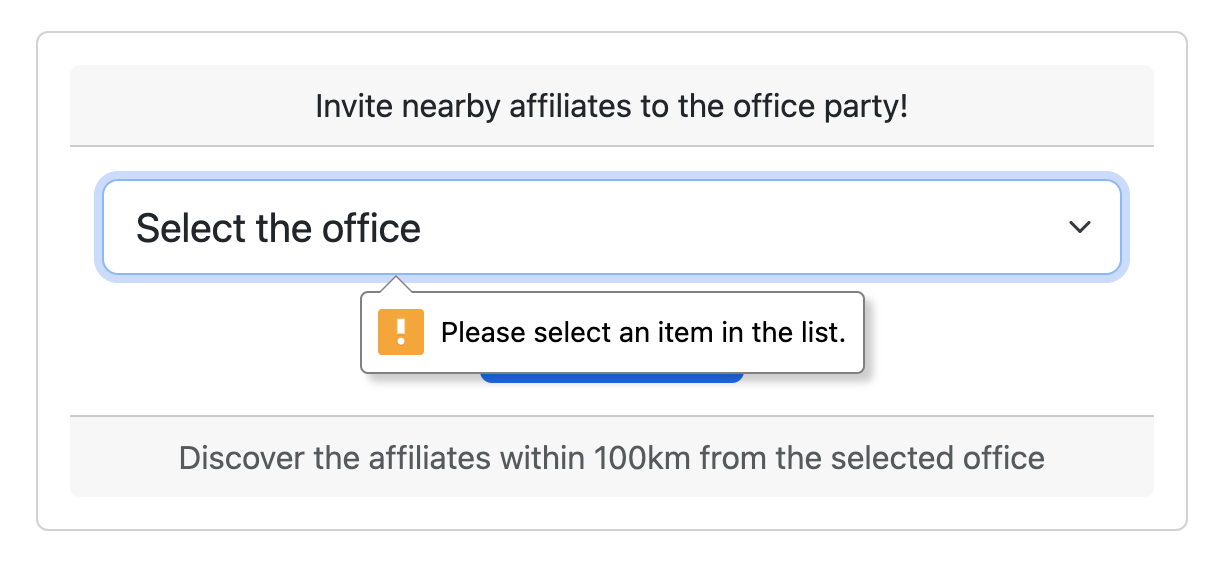 Invite nearby affiliates to the office party!
Select the office
Please select an item in the list.
Discover the affiliates within 100km from the selected office